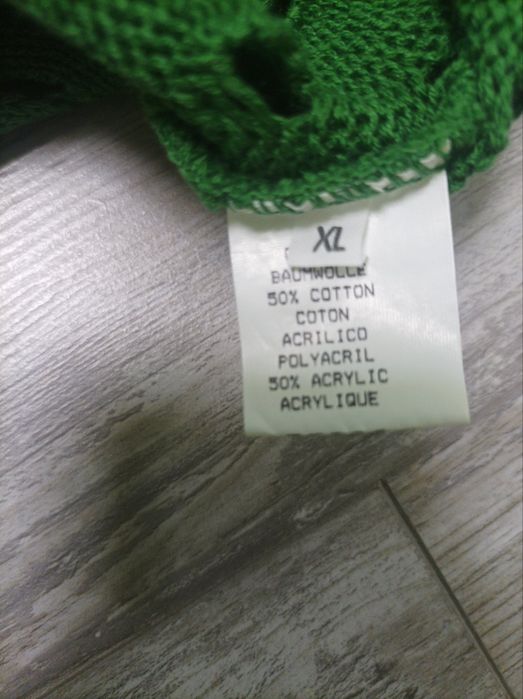 XL
BAUMWOLLE
50% COTTON
COTON
ACRILICO
POLYACRIL
50% ACRYLIC
ACRYLIQUE